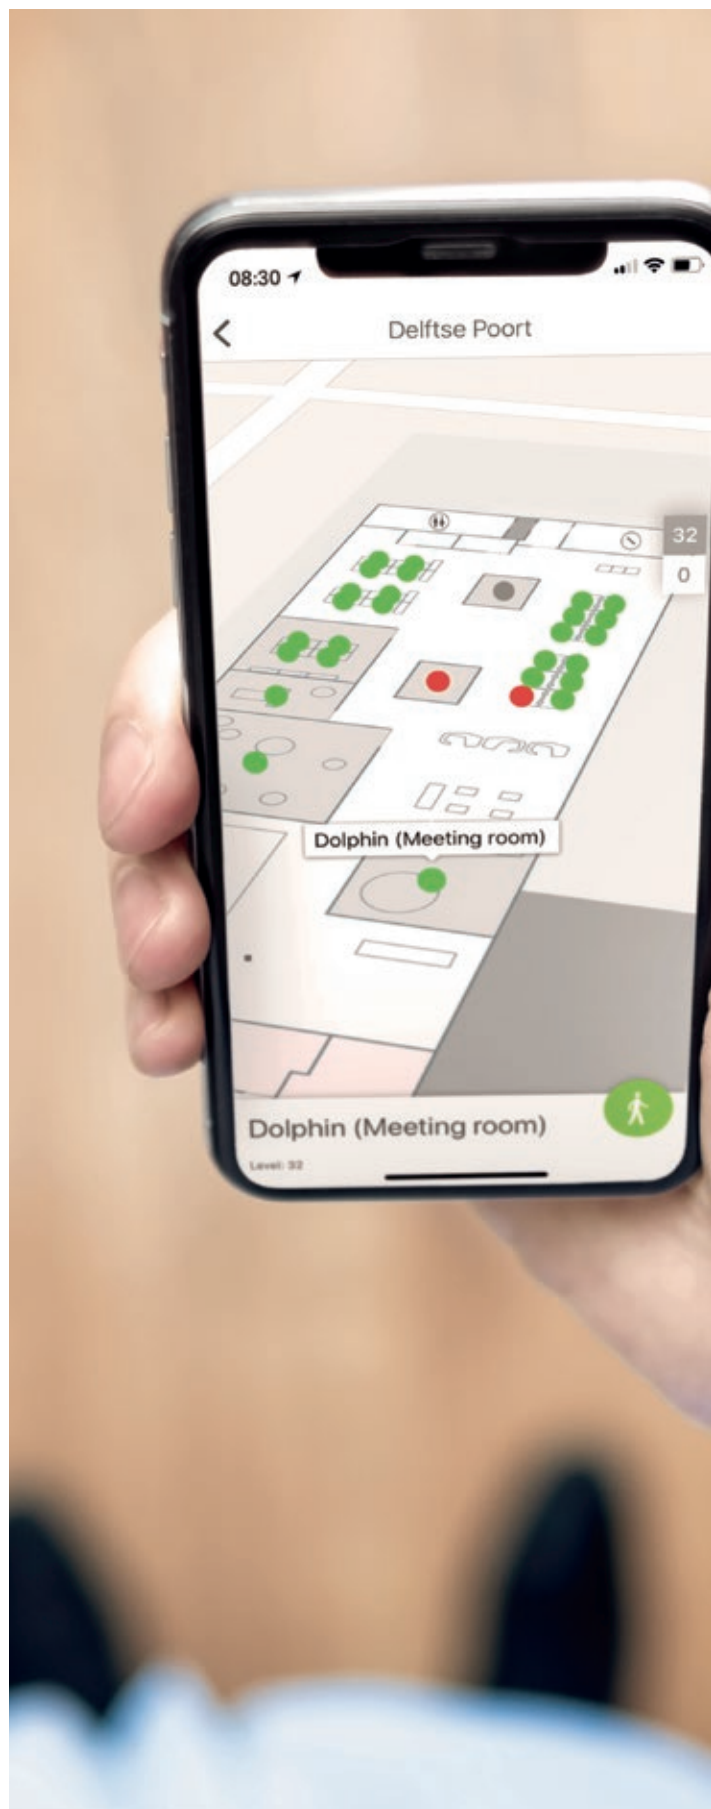 08:30
Delftse Poort
32
0
Dolphin (Meeting room)
Dolphin (Meeting room)
Level: 32